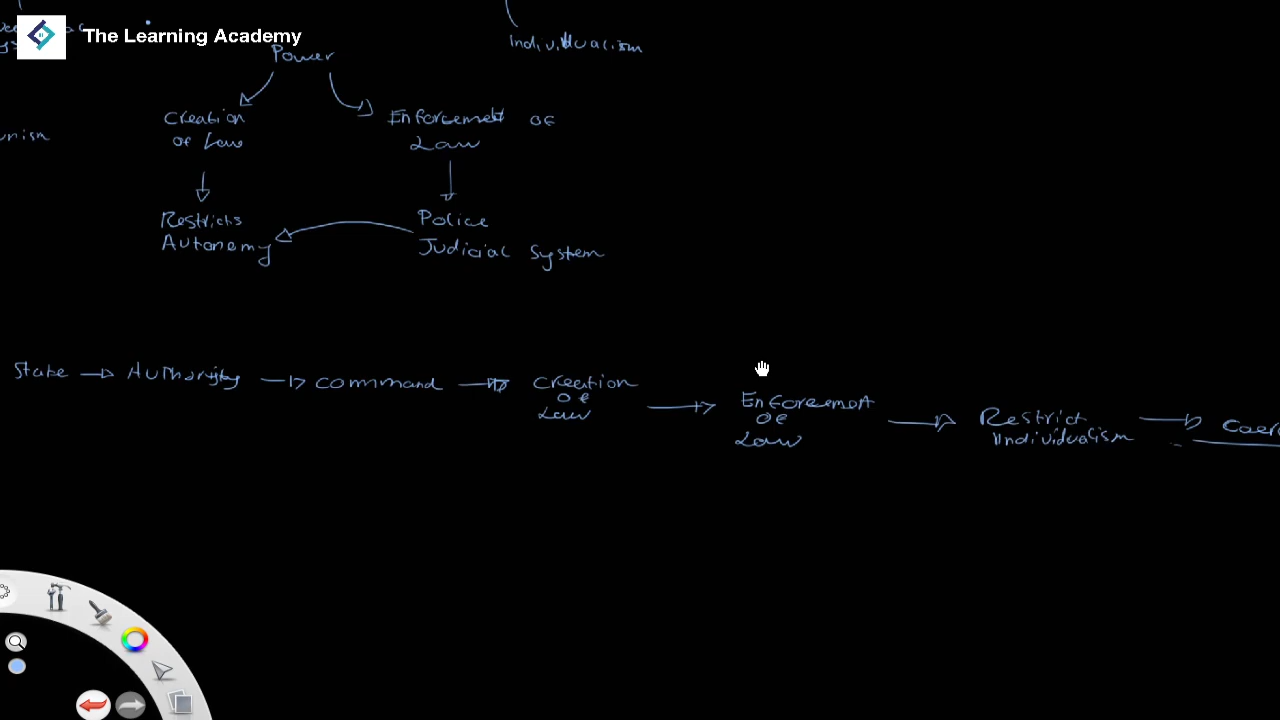 The Learning Academy
Individualism
Power
Creation
of Law
Enforcement of
Law
Restricts
Autonomy
Police
Judicial System
State
Authority
command
Creation
of
Law
Enforcement
of
Law
Restrict
Individualism